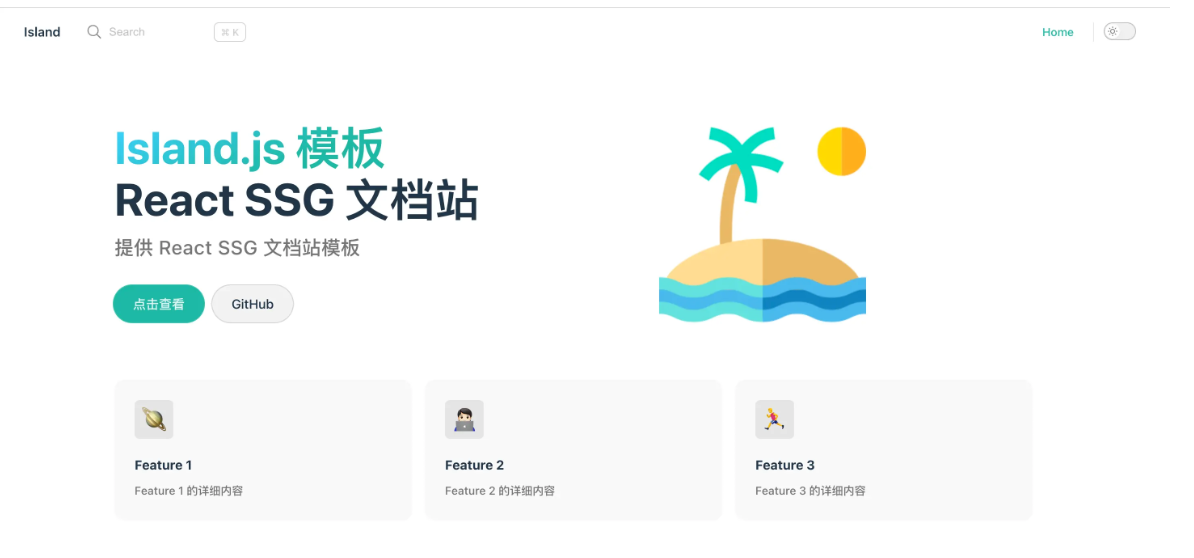 Island
Search
⌘ K
Home
Island.js 模板
React SSG 文档站
提供 React SSG 文档站模板
点击查看
GitHub
Feature 1
Feature 1 的详细内容
Feature 2
Feature 2 的详细内容
Feature 3
Feature 3 的详细内容